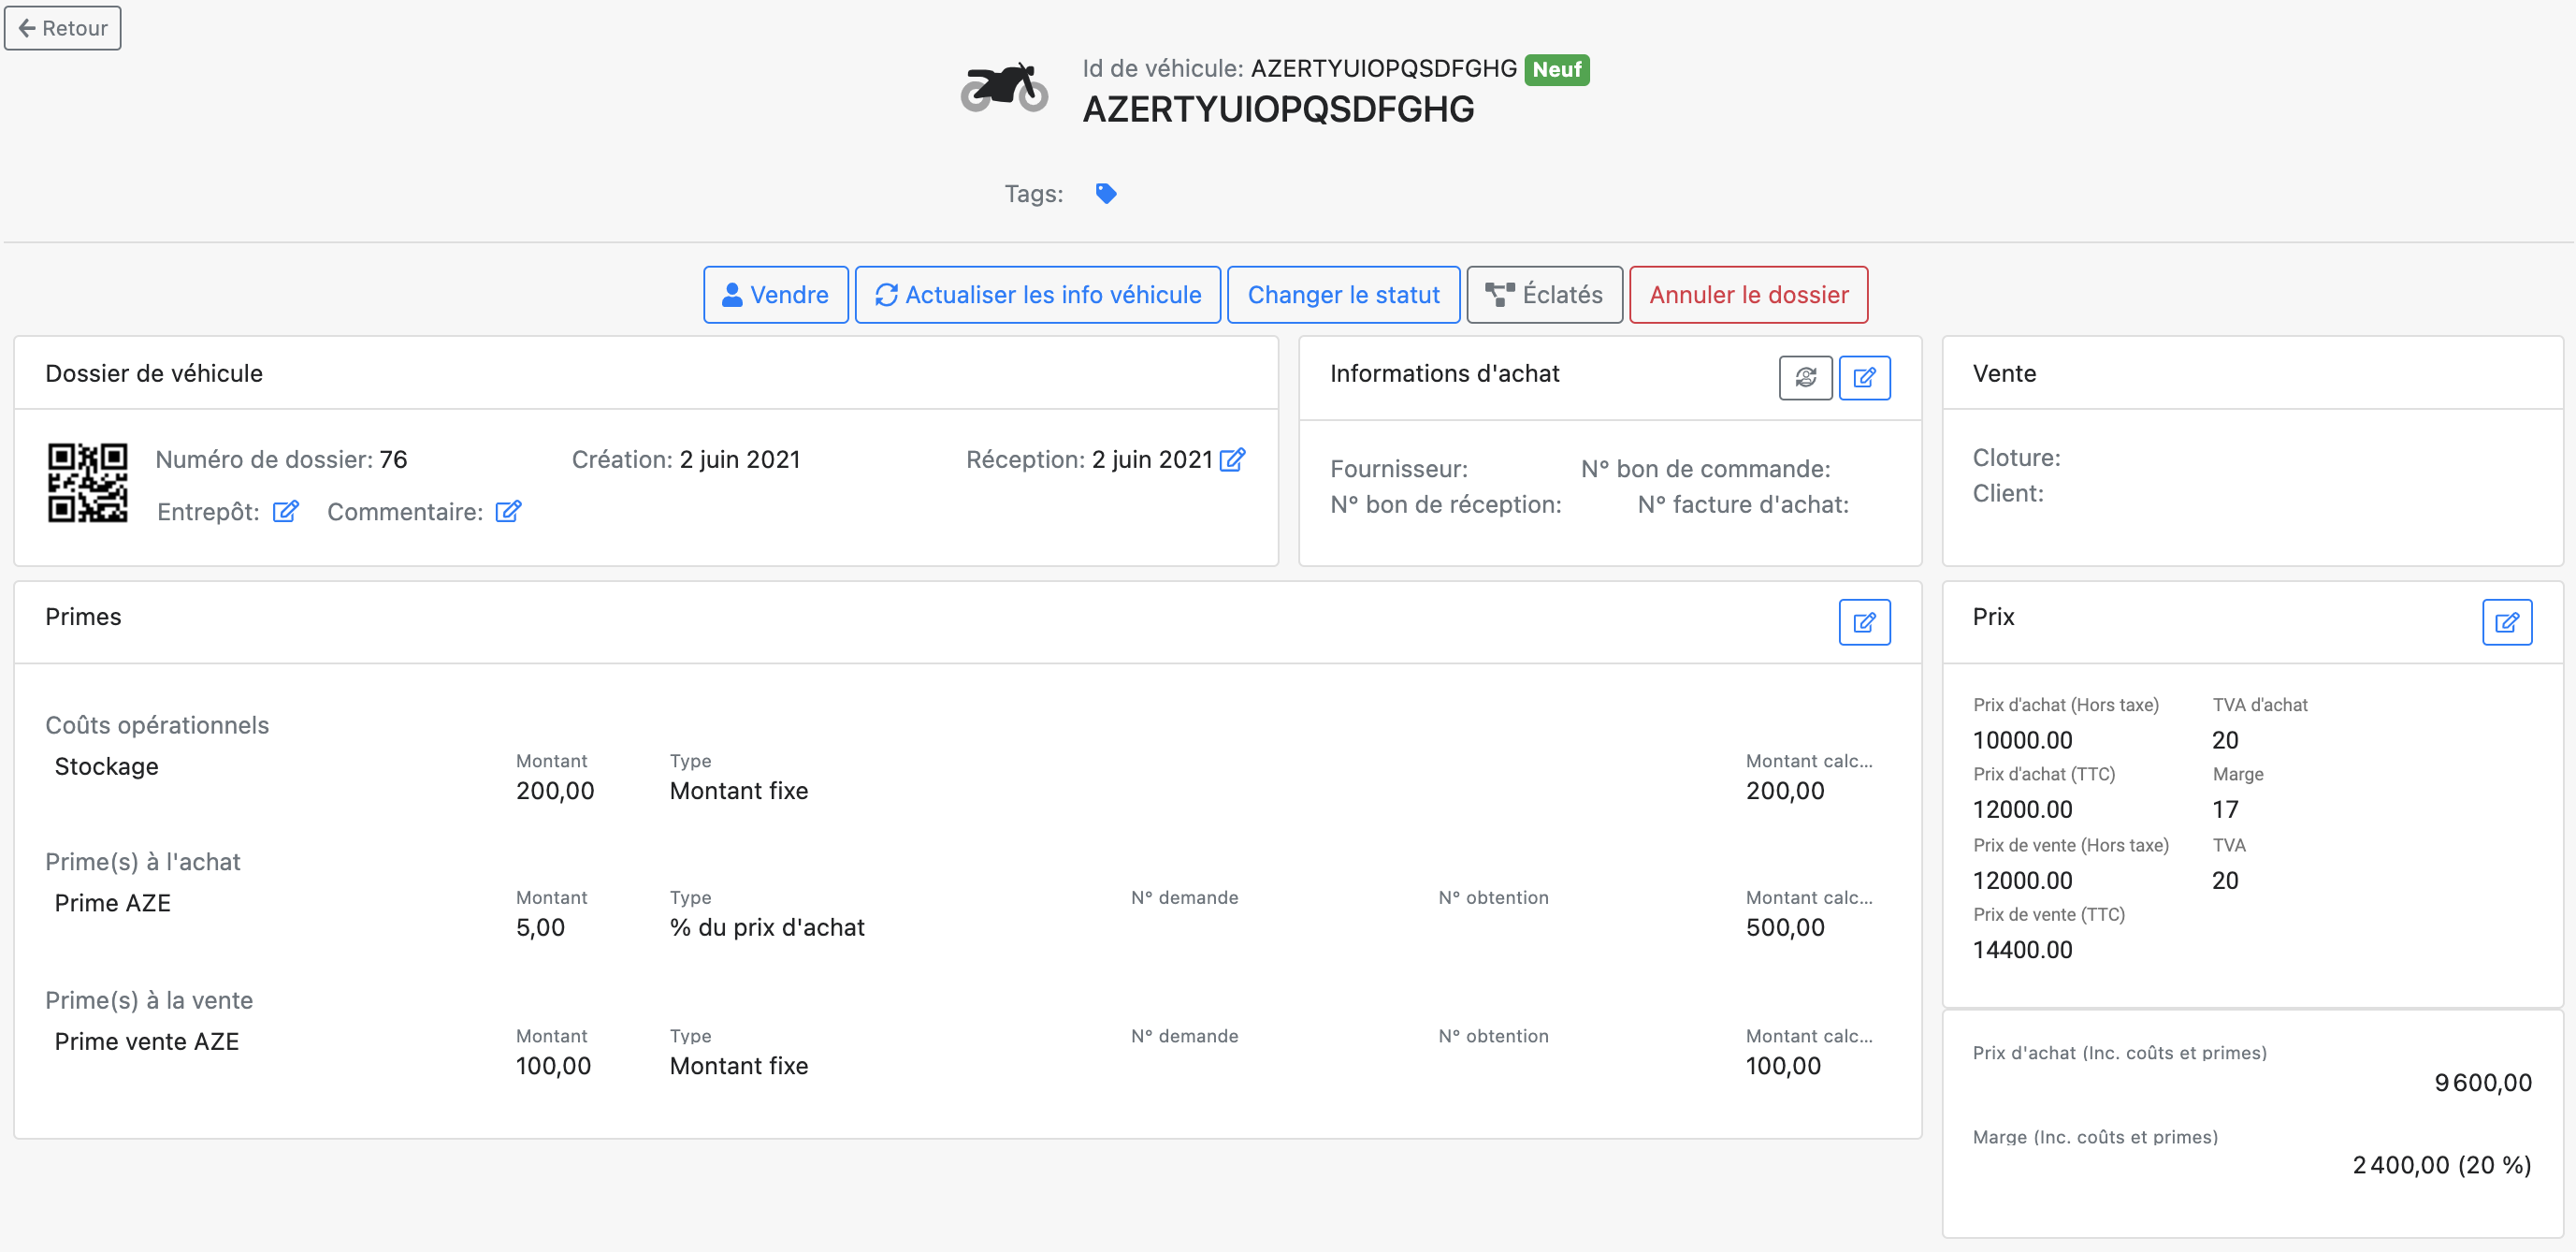 Retour
Id de véhicule: AZERTYUIOPQSDFGHG Neuf
AZERTYUIOPQSDFGHG
Tags:
Vendre
Actualiser les info véhicule
Changer le statut
Éclatés
Annuler le dossier
Dossier de véhicule
Numéro de dossier: 76
Création: 2 juin 2021
Réception: 2 juin 2021
Entrepôt:
Commentaire:
Informations d'achat
Fournisseur:
N° bon de commande:
N° bon de réception:
N° facture d'achat:
Vente
Cloture:
Client:
Primes
Coûts opérationnels
Stockage
Montant
200,00
Type
Montant fixe
Montant calc...
200,00
Prime(s) à l'achat
Prime AZE
Montant
5,00
Type
% du prix d'achat
N° demande
N° obtention
Montant calc...
500,00
Prime(s) à la vente
Prime vente AZE
Montant
100,00
Type
Montant fixe
N° demande
N° obtention
Montant calc...
100,00
Prix
Prix d'achat (Hors taxe)
10000.00
TVA d'achat
20
Prix d'achat (TTC)
12000.00
Marge
17
Prix de vente (Hors taxe)
12000.00
TVA
20
Prix de vente (TTC)
14400.00
Prix d'achat (Inc. coûts et primes)
9 600,00
Marge (Inc. coûts et primes)
2 400,00 (20 %)